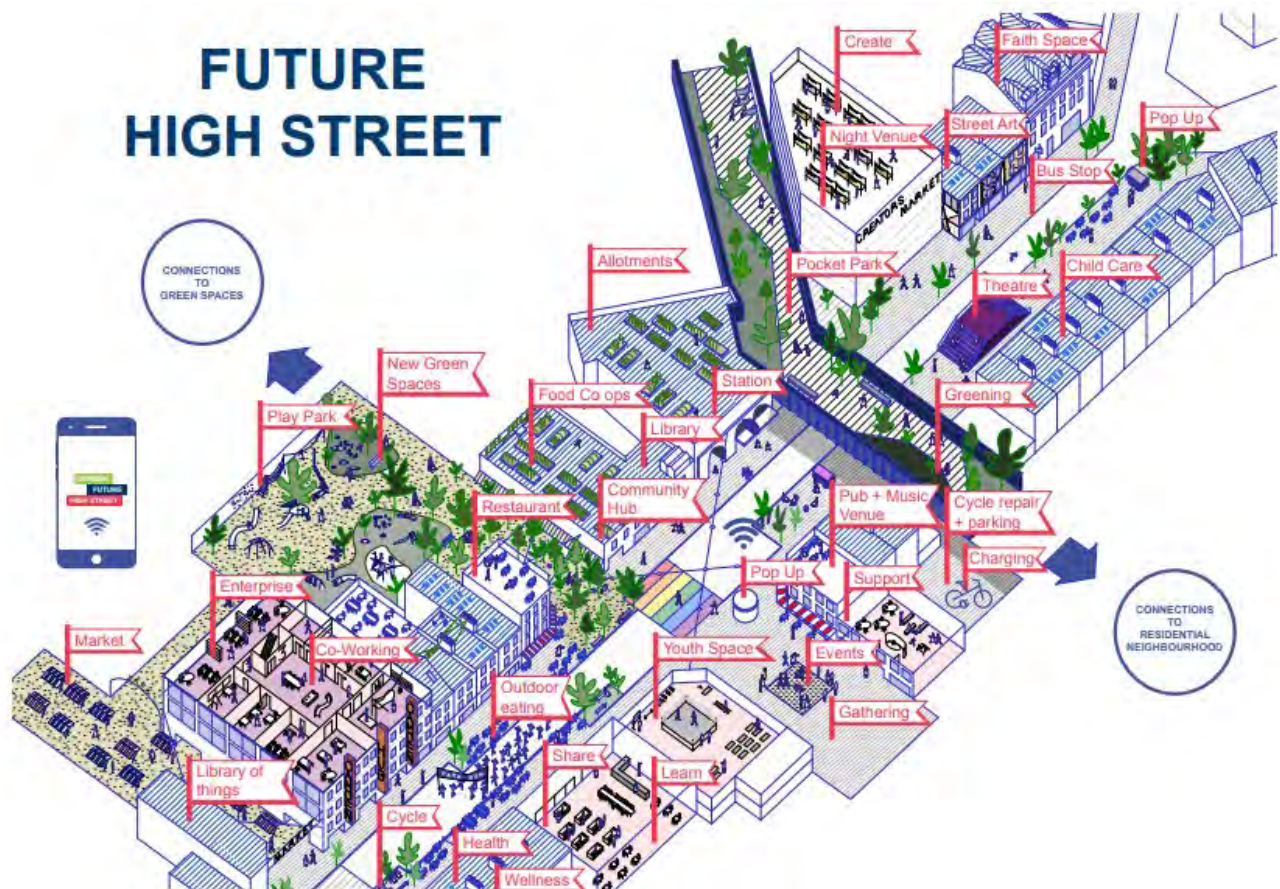 FUTURE
HIGH STREET
Create
Faith Space
Night Venue
Street Art
Pop Up
Bus Stop
CREATORS MARKET
CONNECTIONS
TO
GREEN SPACES
Allotments
Pocket Park
Theatre
Child Care
New Green
Spaces
Food Co ops
Station
Greening
Play Park
Library
FUTURE
HIGH STREET
Restaurant
Community
Hub
Pub + Music
Venue
Cycle repair
+ parking
Charging
Enterprise
Pop Up
Support
CONNECTIONS
TO
RESIDENTIAL
NEIGHBOURHOOD
Market
Co-Working
Youth Space
Events
Outdoor
eating
Gathering
Library of
things
Share
Learn
MARKET
Cycle
Health
Wellness